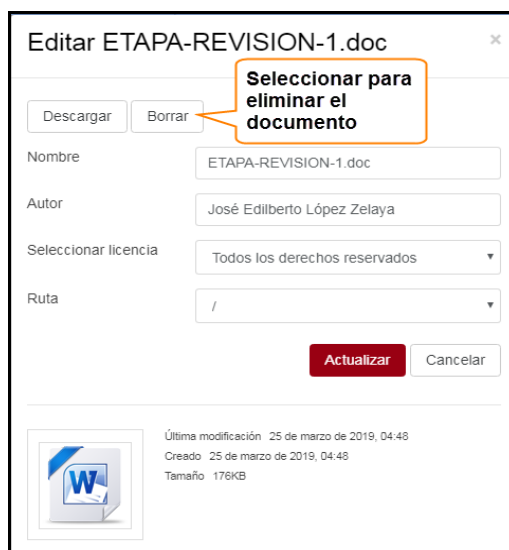 Editar ETAPA-REVISION-1.doc ×
Seleccionar para
eliminar el
documento
Descargar Borrar
Nombre ETAPA-REVISION-1.doc
Autor José Edilberto López Zelaya
Seleccionar licencia Todos los derechos reservados
Ruta /
Actualizar Cancelar
Última modificación 25 de marzo de 2019, 04:48
Creado 25 de marzo de 2019, 04:48
Tamaño 176KB
W